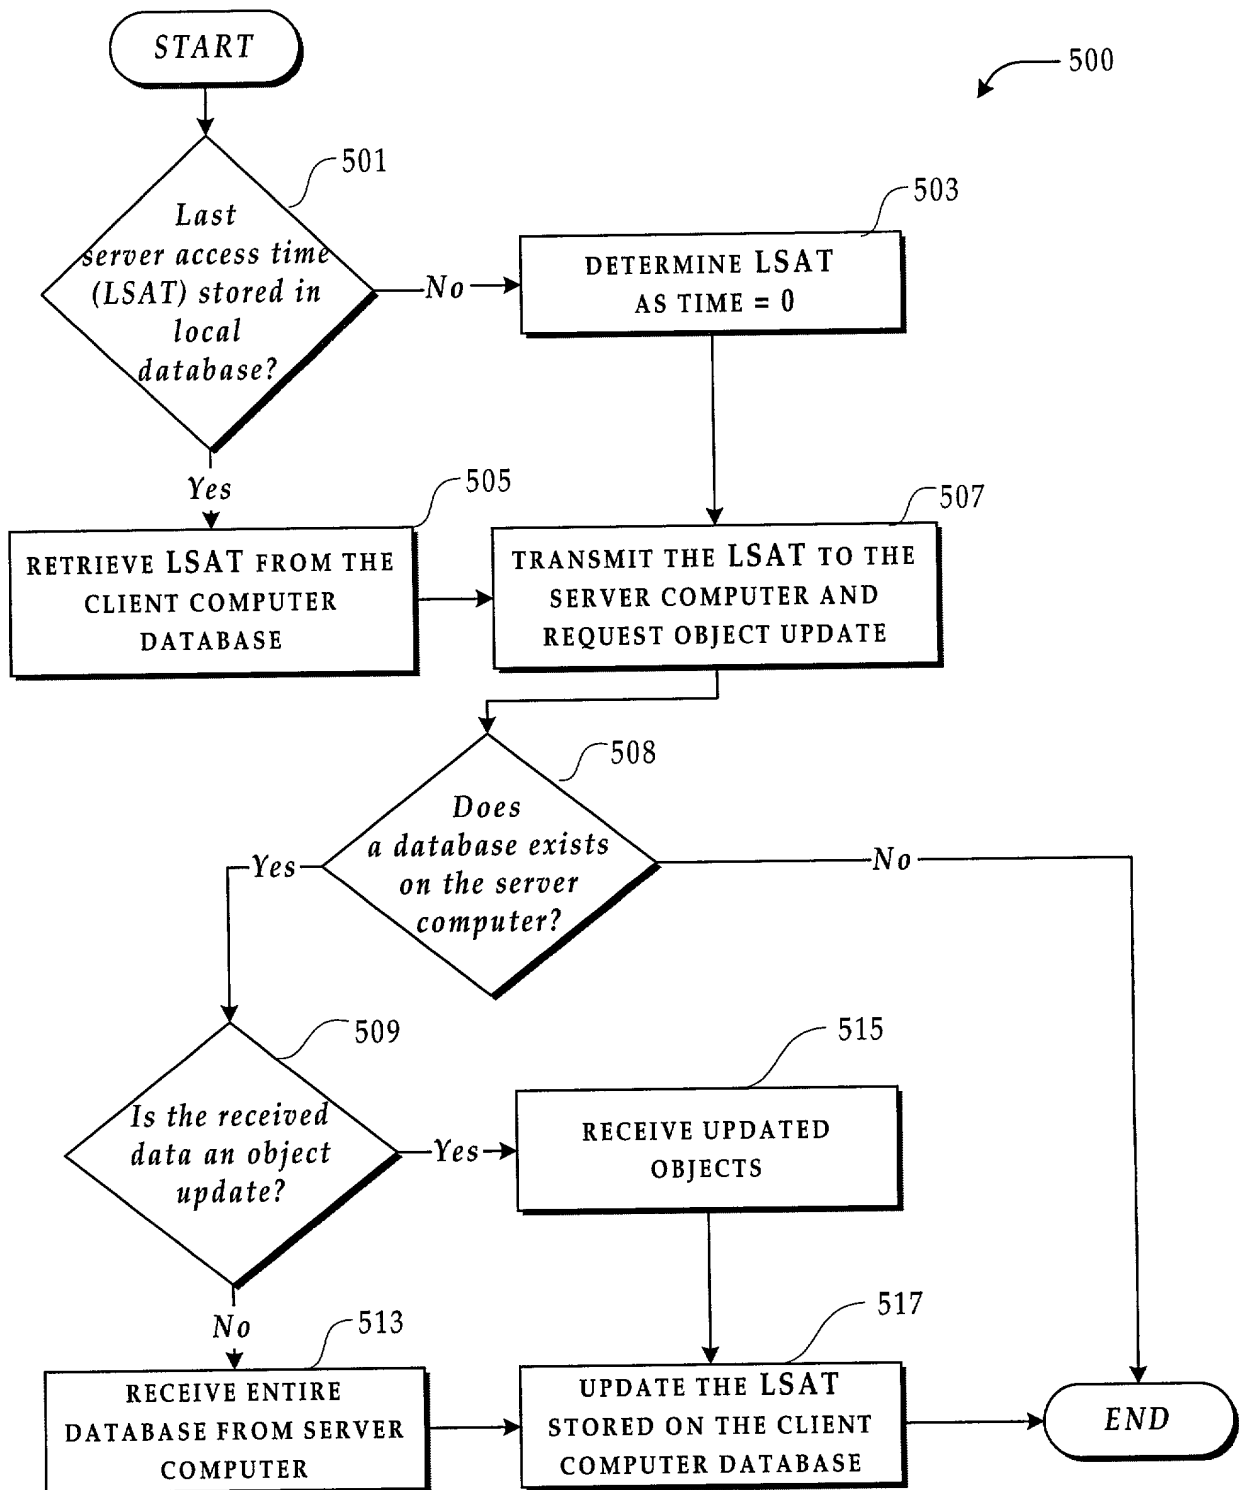 START
500
501
Last
server access time
(LSAT) stored in
local
database?
No
503
DETERMINE LSAT
AS TIME = 0
Yes
505
RETRIEVE LSAT FROM THE
CLIENT COMPUTER
DATABASE
507
TRANSMIT THE LSAT TO THE
SERVER COMPUTER AND
REQUEST OBJECT UPDATE
508
Does
a database exists
on the server
computer?
Yes
No
509
Is the received
data an object
update?
Yes
515
RECEIVE UPDATED
OBJECTS
No
513
RECEIVE ENTIRE
DATABASE FROM SERVER
COMPUTER
517
UPDATE THE LSAT
STORED ON THE CLIENT
COMPUTER DATABASE
END